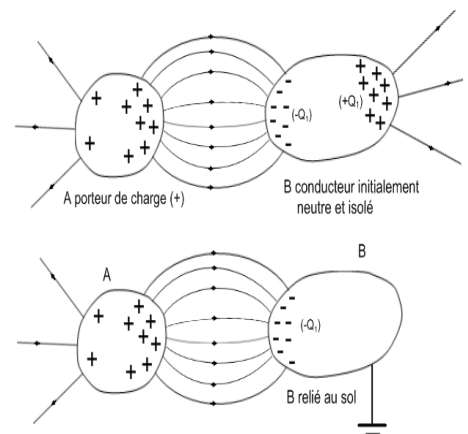 (-Q₁)
(+Q₁)
A porteur de charge (+)
B conducteur initialement
neutre et isolé
A
B
(-Q₁)
B relié au sol